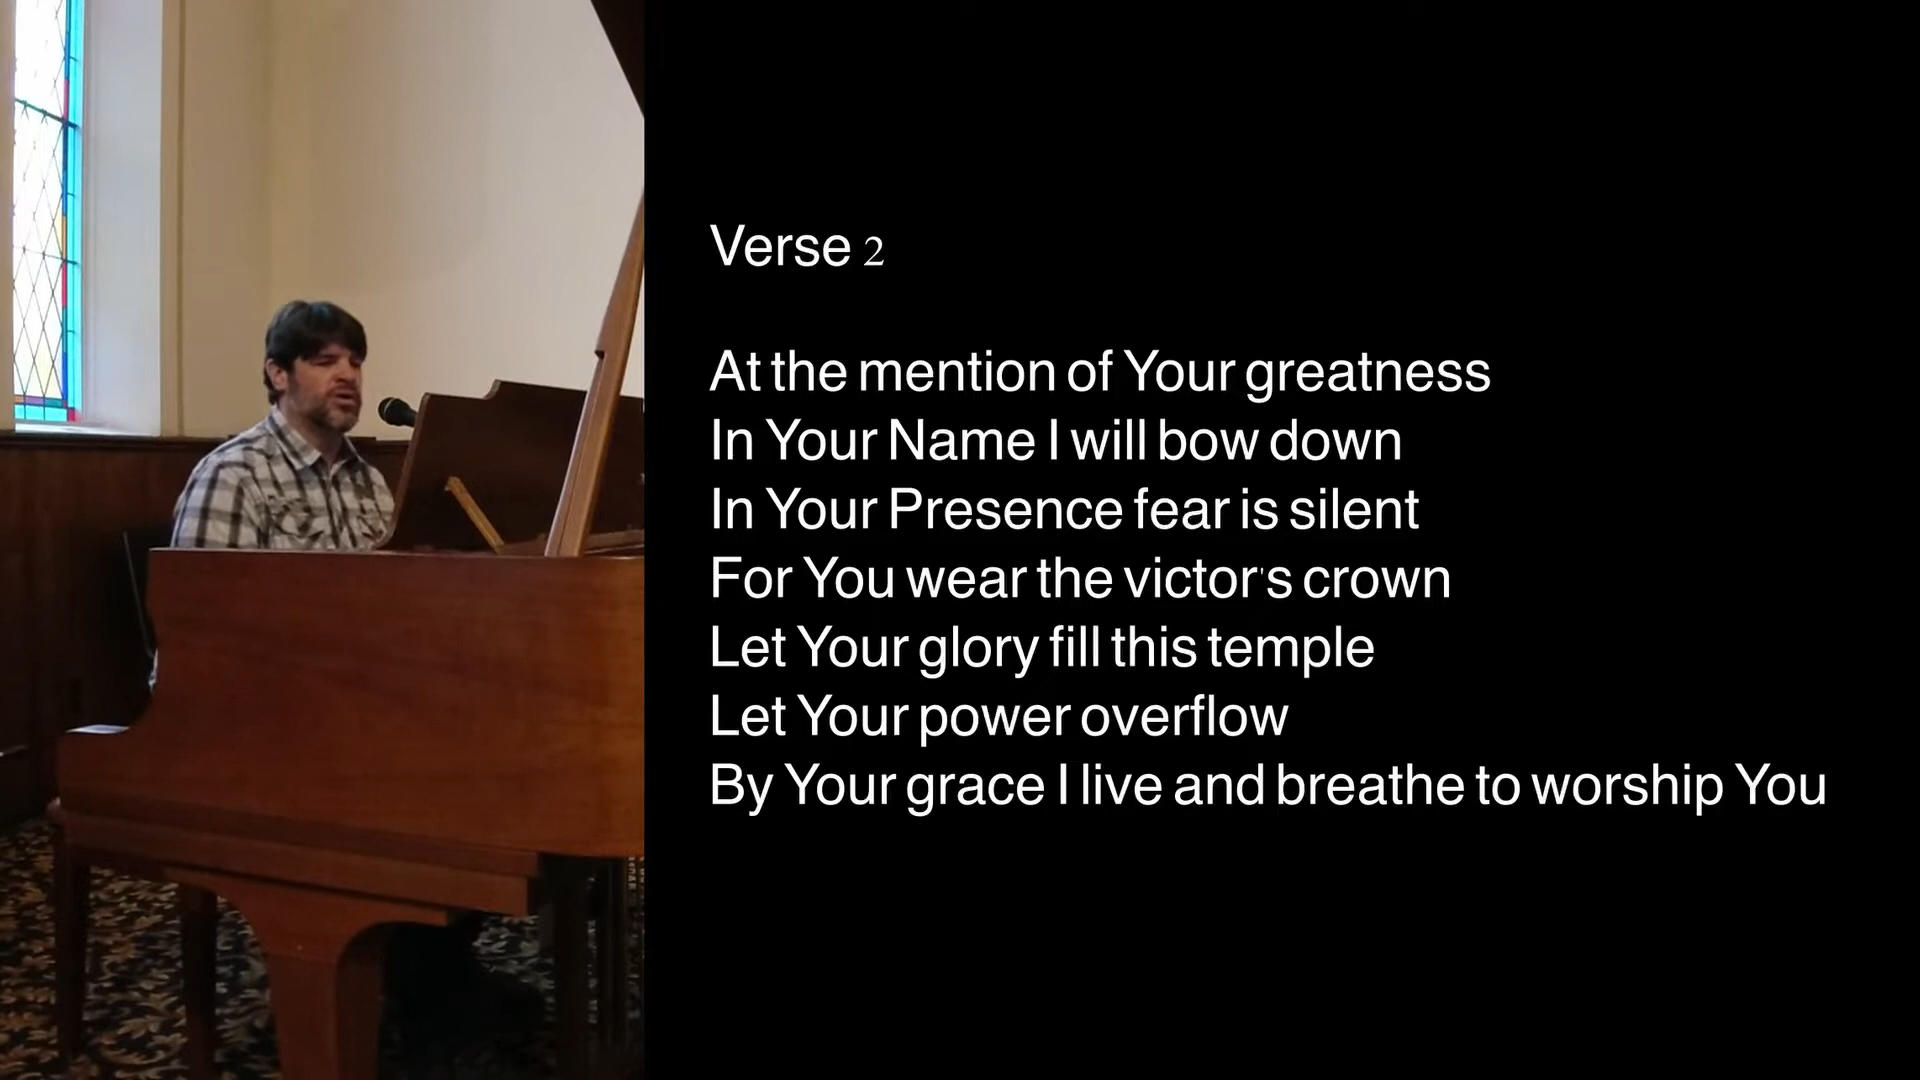 Verse 2
At the mention of Your greatness
In Your Name I will bow down
In Your Presence fear is silent
For You wear the victor's crown
Let Your glory fill this temple
Let Your power overflow
By Your grace I live and breathe to worship You